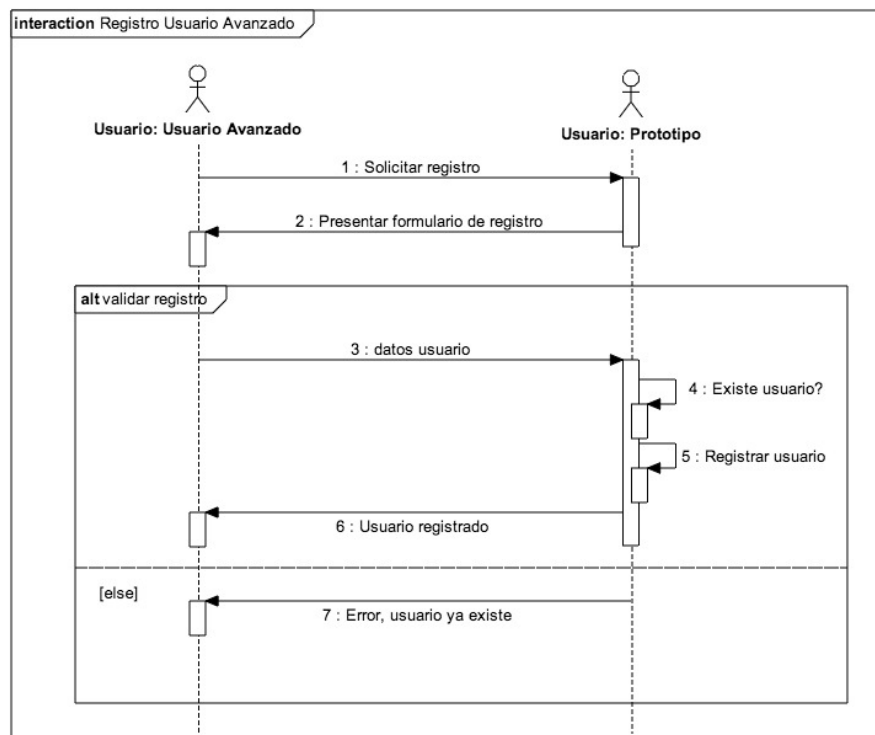 interaction Registro Usuario Avanzado
Usuario: Usuario Avanzado
Usuario: Prototipo
1 : Solicitar registro
2 : Presentar formulario de registro
alt validar registro
3 : datos usuario
4 : Existe usuario?
5 : Registrar usuario
6 : Usuario registrado
[else]
7 : Error, usuario ya existe